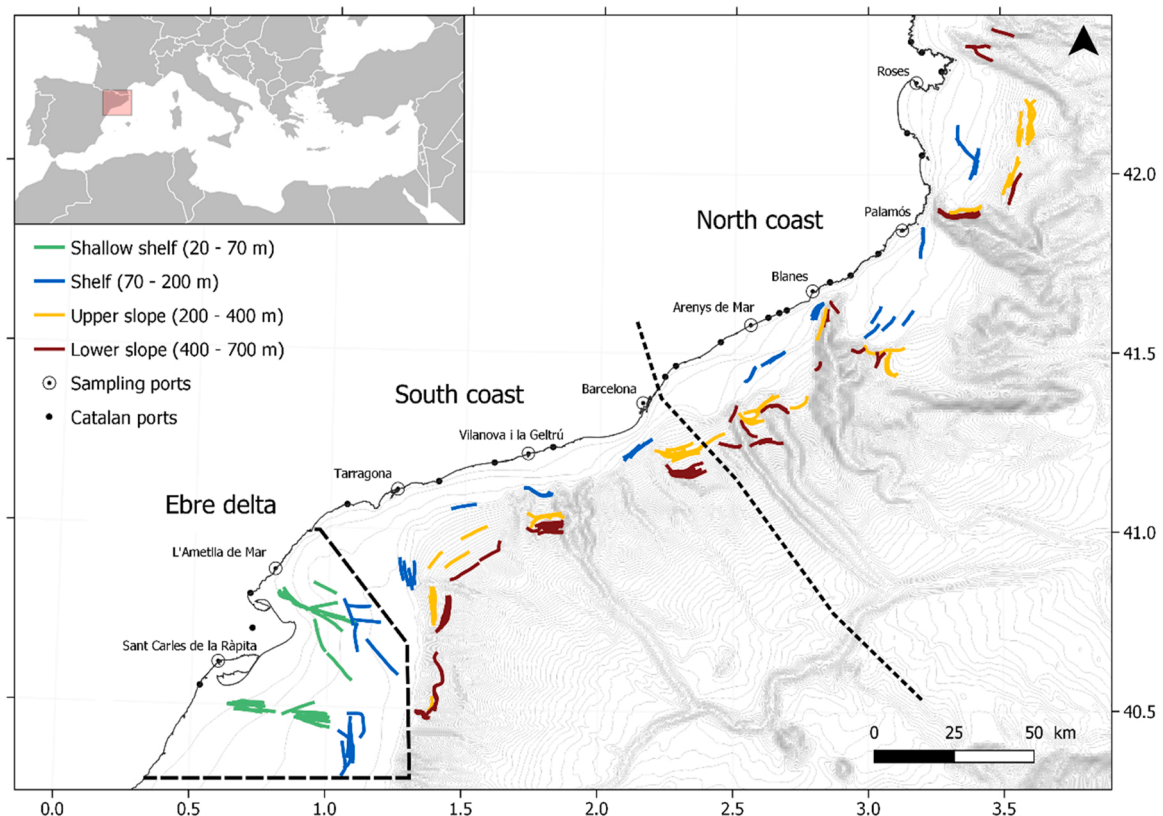 Roses
42.0
North coast
Palamós
Shallow shelf (20 - 70 m)
Shelf (70 - 200 m)
Blanes
Upper slope (200 - 400 m)
Arenys de Mar
Lower slope (400 - 700 m)
41.5
Sampling ports
South coast
Barcelona
Catalan ports
Vilanova i la Geltrú
Tarragona
Ebre delta
41.0
L'Ametlla de Mar
Sant Carles de la Ràpita
40.5
0 25 50 km
0.0 0.5 1.0 1.5 2.0 2.5 3.0 3.5